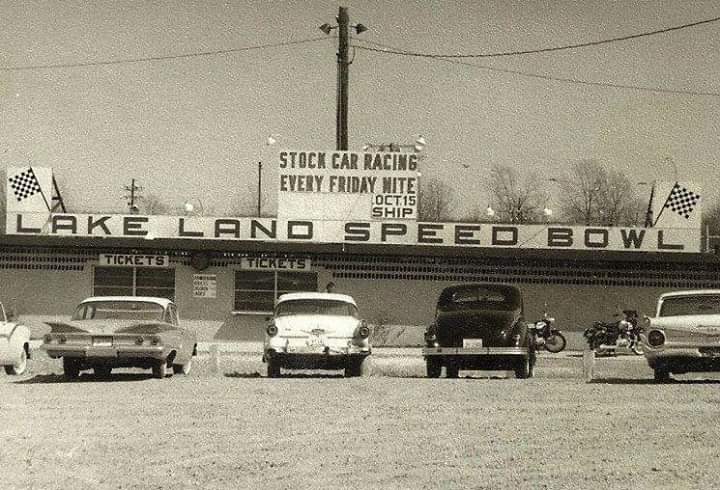 STOCK CAR RACING
EVERY FRIDAY NITE
OCT. 15
SHIP
LAKE LAND SPEED BOWL
TICKETS
TICKETS